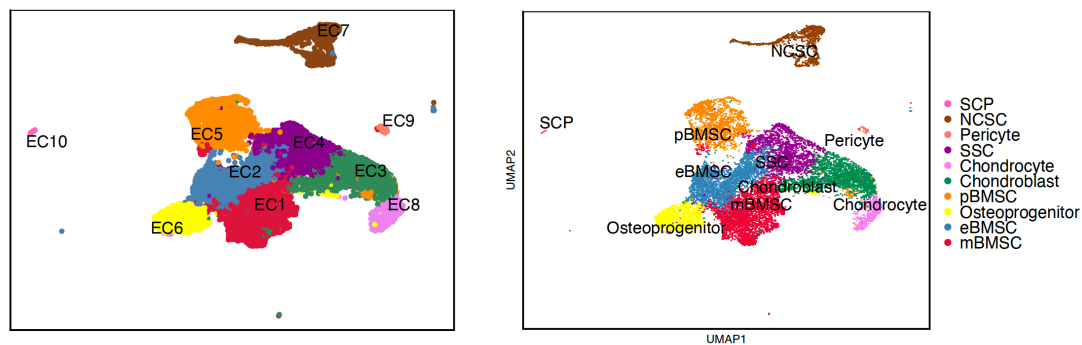 EC7
EC9
EC10
EC5
EC4
EC2
EC3
EC1
EC8
EC6
NCSC
SCP
pBMSC
Pericyte
SSC
eBMSC
Chondroblast
mBMSC
Chondrocyte
Osteoprogenitor
UMAP2
UMAP1
SCP
NCSC
Pericyte
SSC
Chondrocyte
Chondroblast
pBMSC
Osteoprogenitor
eBMSC
mBMSC